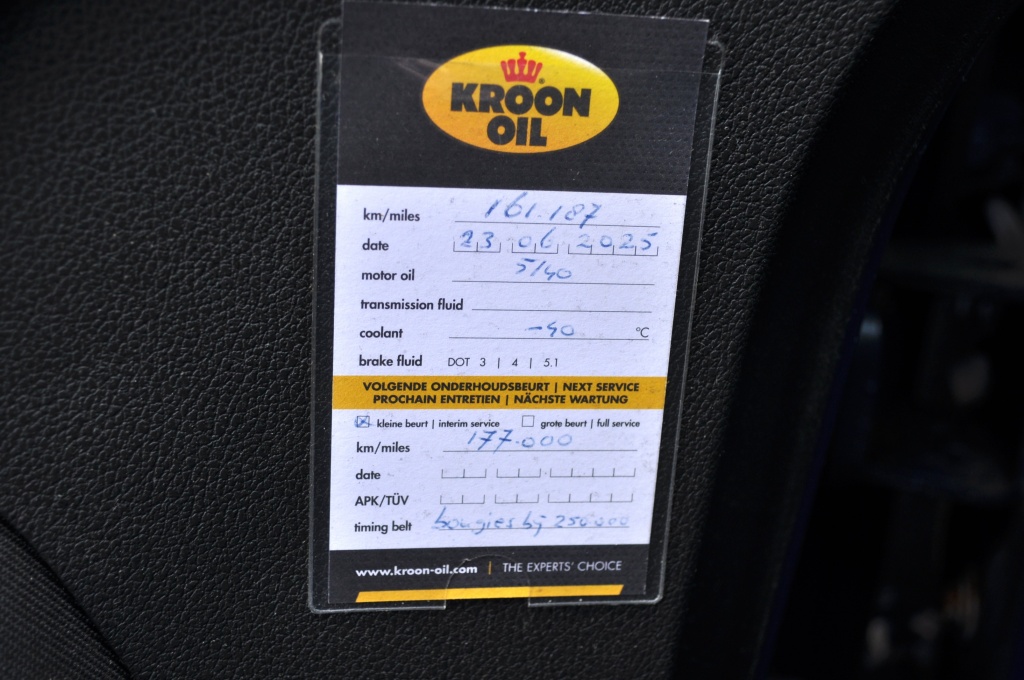 KROON
OIL
km/miles 161.187
date 23 06 2025
motor oil 5/40
transmission fluid
coolant -40 °C
brake fluid DOT 3 | 4 | 5.1
VOLGENDE ONDERHOUDSBEURT | NEXT SERVICE
PROCHAIN ENTRETIEN | NÄCHSTE WARTUNG
kleine beurt | interim service grote beurt | full service
km/miles 177.000
date
APK/TÜV
timing belt bougies bij 250000
www.kroon-oil.com | THE EXPERTS' CHOICE